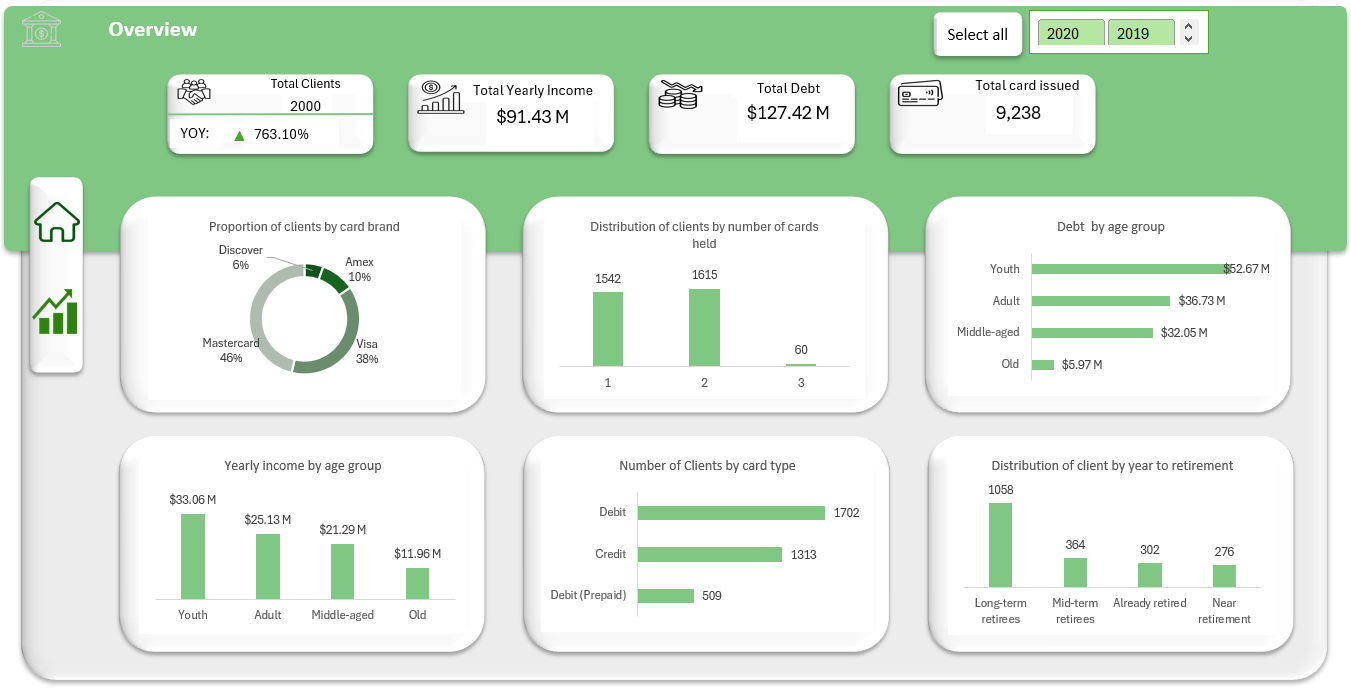 Overview
Select all
2020
2019
Total Clients
2000
YOY:
▲ 763.10%
Total Yearly Income
$91.43 M
Total Debt
$127.42 M
Total card issued
9,238
Proportion of clients by card brand
Discover
6%
Amex
10%
Mastercard
46%
Visa
38%
Distribution of clients by number of cards
held
1542
1615
60
1
2
3
Debt by age group
Youth
$52.67 M
Adult
$36.73 M
Middle-aged
$32.05 M
Old
$5.97 M
Yearly income by age group
$33.06 M
$25.13 M
$21.29 M
$11.96 M
Youth
Adult
Middle-aged
Old
Number of Clients by card type
Debit
1702
Credit
1313
Debit (Prepaid)
509
Distribution of client by year to retirement
1058
364
302
276
Long-term
retirees
Mid-term
retirees
Already retired
Near
retirement